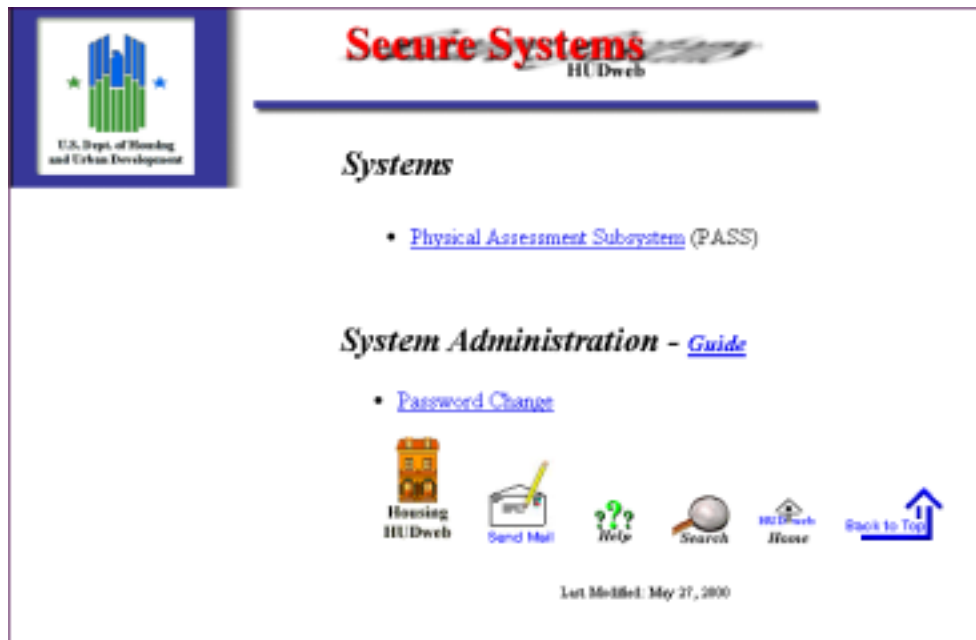 Secure Systems
HUDweb
U.S. Dept. of Housing
and Urban Development
Systems
• Physical Assessment Subsystem (PASS)
System Administration - Guide
• Password Change
Housing
HUDweb
Send Mail
Help
Search
HUDweb
Home
Back to Top
Last Modified: May 27, 2000